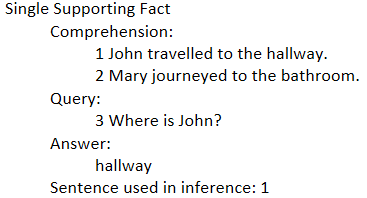 Single Supporting Fact
Comprehension:
1 John travelled to the hallway.
2 Mary journeyed to the bathroom.
Query:
3 Where is John?
Answer:
hallway
Sentence used in inference: 1